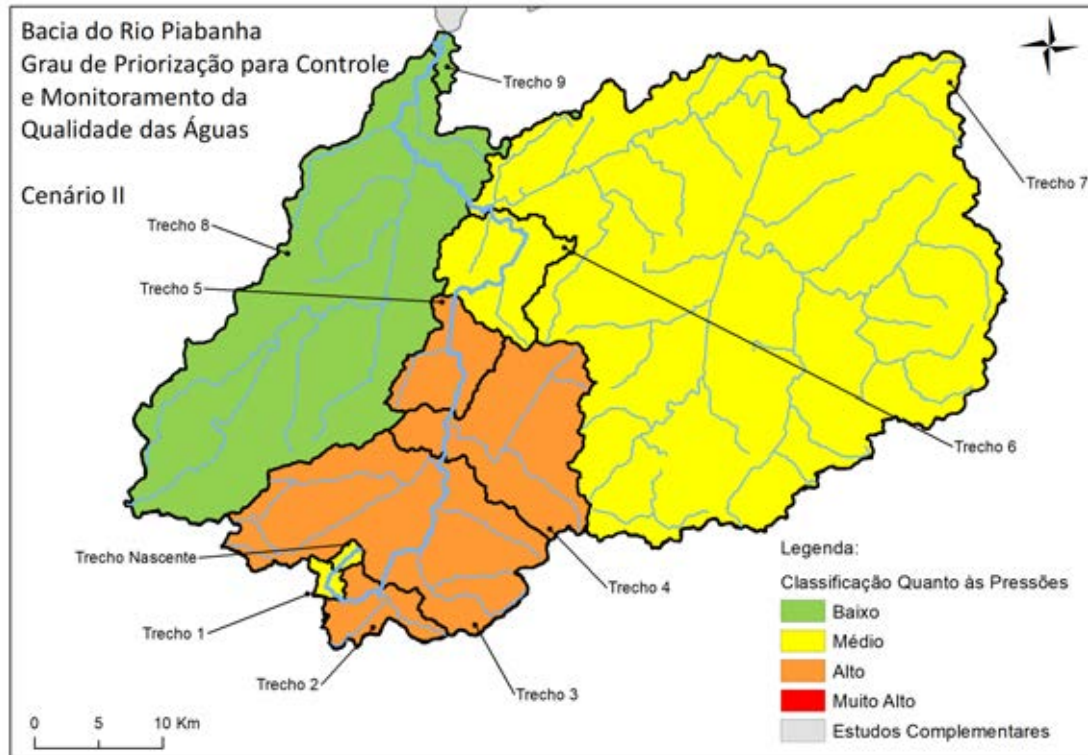 Bacia do Rio Piabanha
Grau de Priorização para Controle
e Monitoramento da
Qualidade das Águas
Cenário II
Trecho 9
Trecho 7
Trecho 8
Trecho 5
Trecho 6
Trecho Nascente
Trecho 4
Trecho 1
Trecho 2
Trecho 3
Legenda:
Classificação Quanto às Pressões
Baixo
Médio
Alto
Muito Alto
Estudos Complementares
0 5 10 Km